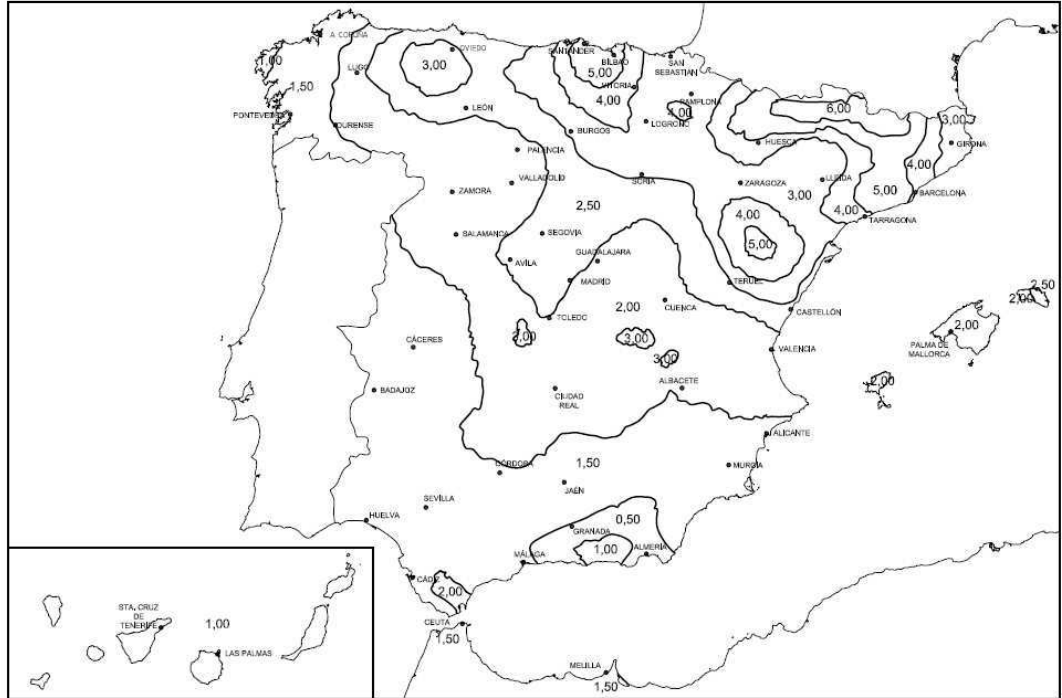 A CORUÑA
OVIEDO
SANTANDER
BILBAO
SAN
SEBASTIÁN
1,00
3,00
5,00
LUGO
VITORIA
1,50
4,00
PAMPLONA
6,00
LEÓN
4,00
3,00
PONTEVEDRA
OURENSE
BURGOS
LOGROÑO
HUESCA
GIRONA
PALENCIA
4,00
VALLADOLID
SORIA
ZARAGOZA
LLEIDA
ZAMORA
3,00
5,00
BARCELONA
2,50
4,00
4,00
TARRAGONA
SALAMANCA
SEGOVIA
5,00
GUADALAJARA
AVÍLA
MADRID
TERUEL
2,50
2,00
2,00
CUENCA
CASTELLÓN
TOLEDO
2,00
3,00
3,00
PALMA DE
MALLORCA
CÁCERES
VALENCIA
3,00
2,00
BADAJOZ
CIUDAD
REAL
ALBACETE
ALICANTE
1,50
CÓRDOBA
MURCIA
JAÉN
SEVÍLLA
HUELVA
0,50
GRANADA
1,00
ALMERÍA
MÁLAGA
CÁDIZ
2,00
CEUTA
1,50
MELILLA
1,50
STA. CRUZ
DE
TENERIFE
1,00
LAS PALMAS